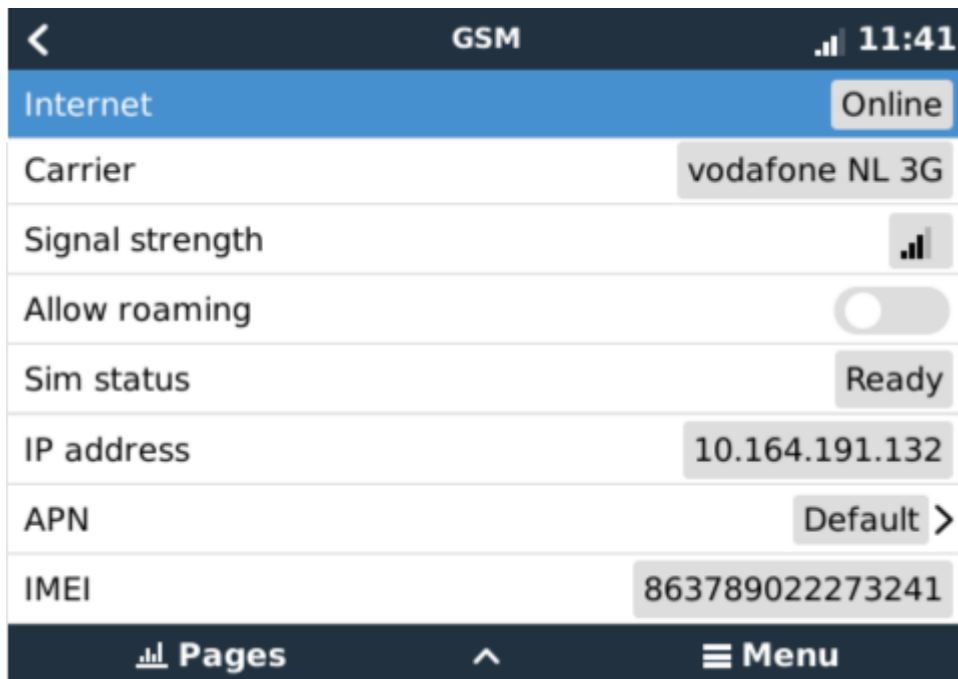 GSM 11:41
Internet Online
Carrier vodafone NL 3G
Signal strength
Allow roaming
Sim status Ready
IP address 10.164.191.132
APN Default
IMEI 863789022273241
Pages Menu